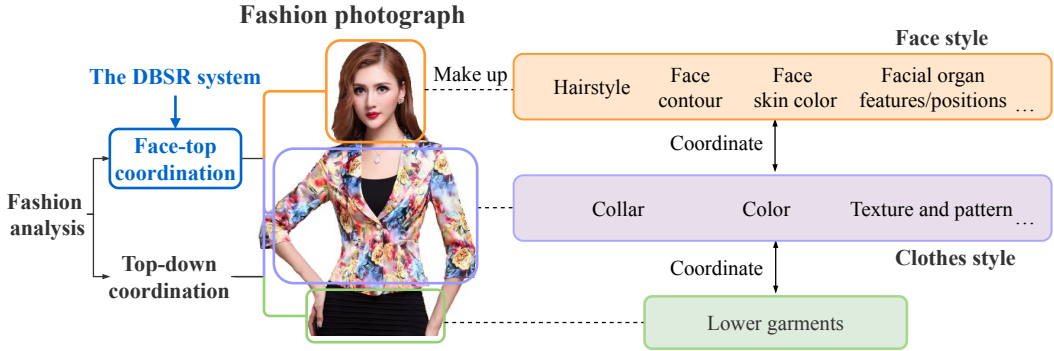 Fashion photograph
The DBSR system
Face-top
coordination
Fashion
analysis
Top-down
coordination
Make up
Face style
Hairstyle
Face
contour
Face
skin color
Facial organ
features/positions
...
Coordinate
Collar
Color
Texture and pattern
...
Clothes style
Coordinate
Lower garments